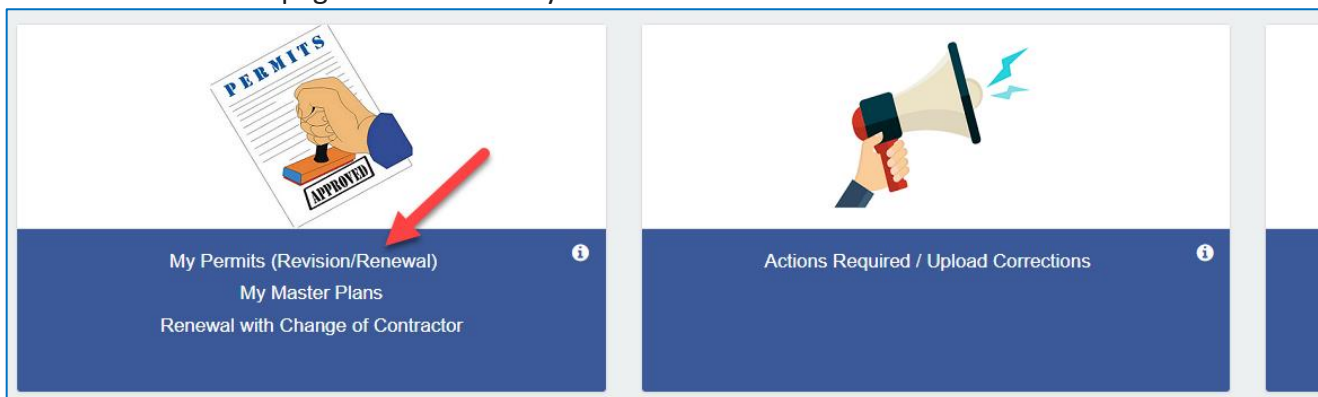 PERMITS
APPROVED
My Permits (Revision/Renewal)
My Master Plans
Renewal with Change of Contractor
Actions Required / Upload Corrections